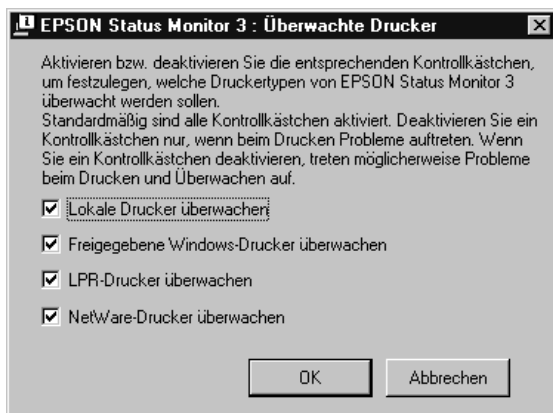 EPSON Status Monitor 3 : Überwachte Drucker
Aktivieren bzw. deaktivieren Sie die entsprechenden Kontrollkästchen,
um festzulegen, welche Druckertypen von EPSON Status Monitor 3
überwacht werden sollen.
Standardmäßig sind alle Kontrollkästchen aktiviert. Deaktivieren Sie ein
Kontrollkästchen nur, wenn beim Drucken Probleme auftreten. Wenn
Sie ein Kontrollkästchen deaktivieren, treten möglicherweise Probleme
beim Drucken und Überwachen auf.
Lokale Drucker überwachen
Freigegebene Windows-Drucker überwachen
LPR-Drucker überwachen
NetWare-Drucker überwachen
OK
Abbrechen